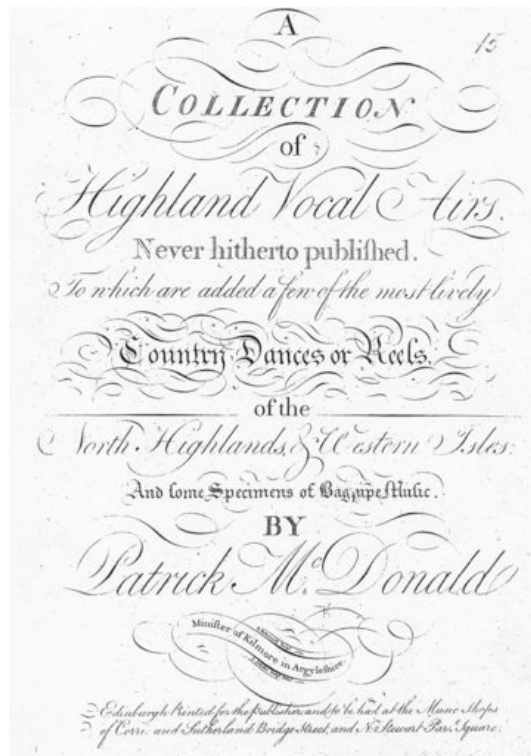 A
15
COLLECTION
of
Highland Vocal Airs.
Never hitherto publiſhed.
To which are added a few of the most lively
Country Dances or Reels.
of the
North Highlands, & Western Isles:
And ſome Specimens of Bagpipe Muſic.
BY
Patrick Mc. Donald
Miniſter of Kilmore in Argyleſhire
Edinburgh Printed for the publisher, and to be had at the Music Shops
of Corri and Sutherland Bridge Street, and N. Stewart Par. Square.